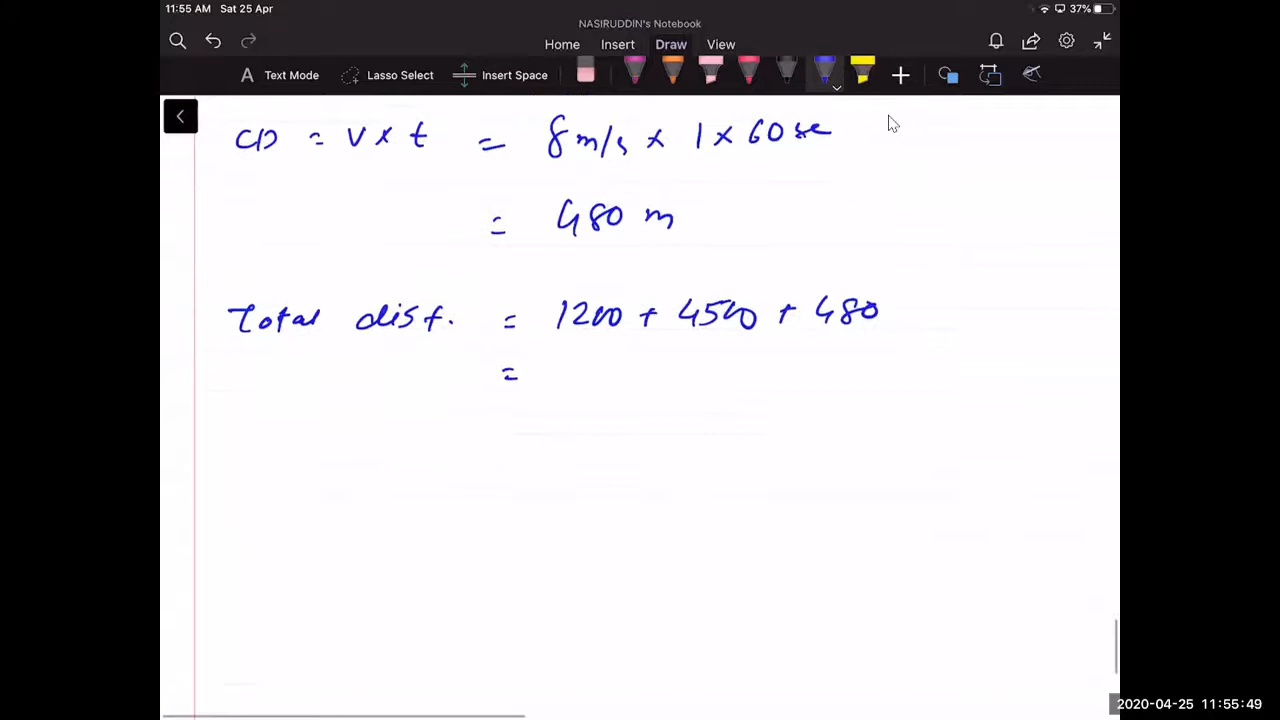 11:55 AM Sat 25 Apr
37%
NASIRUDDIN's Notebook
Home Insert Draw View
Text Mode Lasso Select Insert Space
CD = V × t = 8 m/s × 1 × 60 sec
= 480 m
Total dist. = 1200 + 4500 + 480
=
2020-04-25 11:55:49